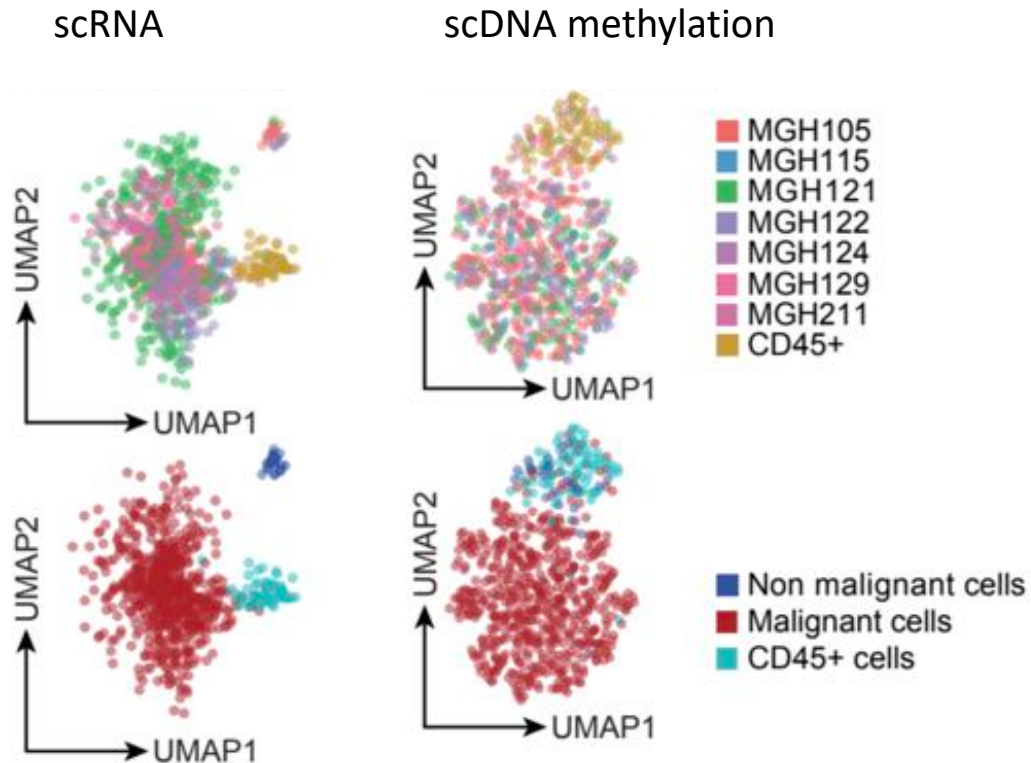 scRNA
scDNA methylation
UMAP2
UMAP1
UMAP2
UMAP1
MGH105
MGH115
MGH121
MGH122
MGH124
MGH129
MGH211
CD45+
UMAP2
UMAP1
UMAP2
UMAP1
Non malignant cells
Malignant cells
CD45+ cells